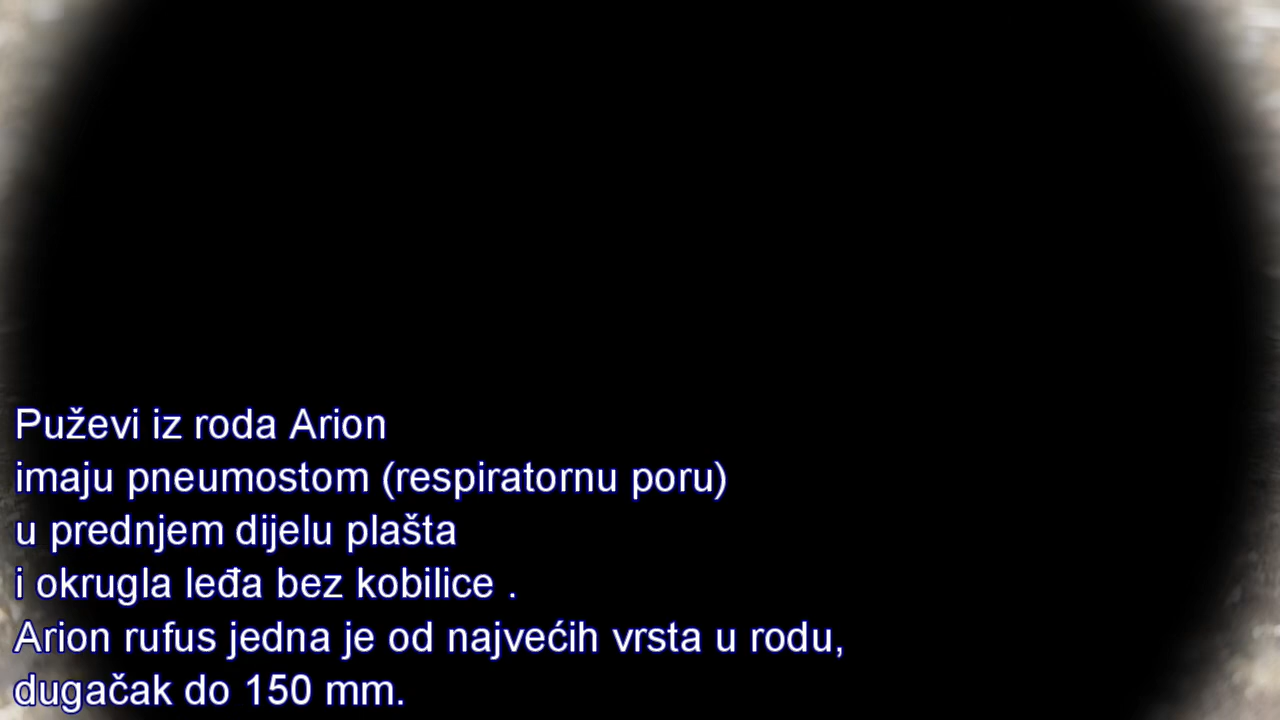 Puževi iz roda Arion
imaju pneumostom (respiratornu poru)
u prednjem dijelu plašta
i okrugla leđa bez kobilice .
Arion rufus jedna je od najvećih vrsta u rodu,
dugačak do 150 mm.